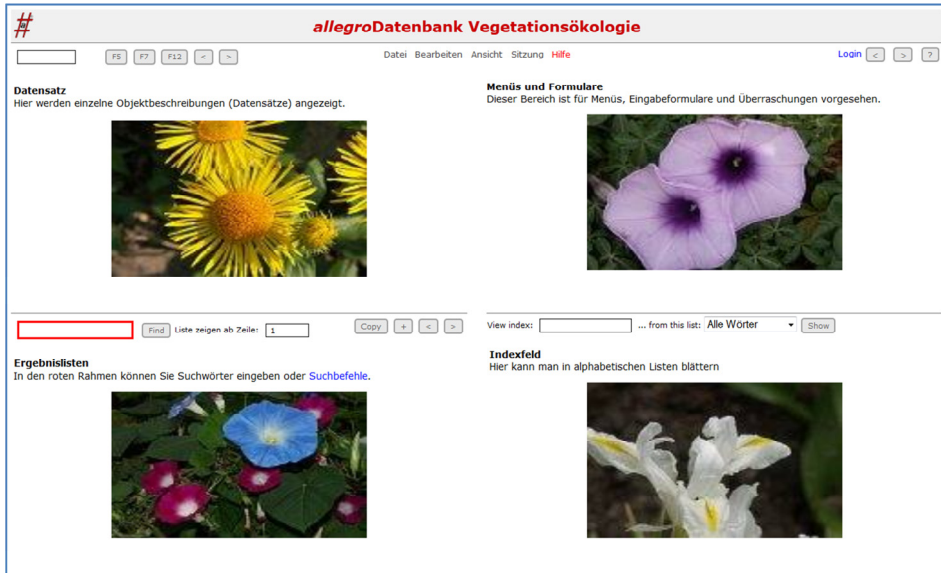 #
allegroDatenbank Vegetationsökologie
F5 F7 F12 < > Datei Bearbeiten Ansicht Sitzung Hilfe Login < > ?
Datensatz
Hier werden einzelne Objektbeschreibungen (Datensätze) angezeigt.
Menüs und Formulare
Dieser Bereich ist für Menüs, Eingabeformulare und Überraschungen vorgesehen.
Find Liste zeigen ab Zeile: 1 Copy + < >
View index: ... from this list: Alle Wörter Show
Ergebnislisten
In den roten Rahmen können Sie Suchwörter eingeben oder Suchbefehle.
Indexfeld
Hier kann man in alphabetischen Listen blättern